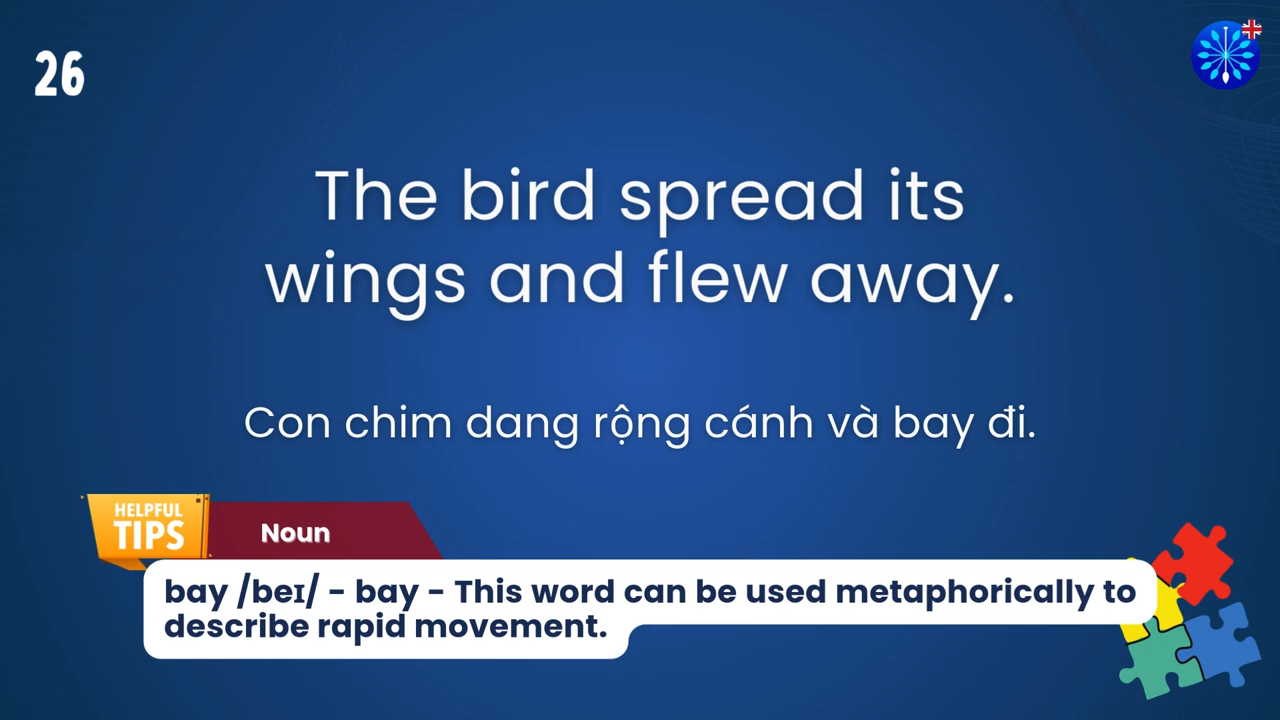 26
The bird spread its
wings and flew away.
Con chim dang rộng cánh và bay đi.
HELPFUL
TIPS
Noun
bay /beɪ/ - bay - This word can be used metaphorically to
describe rapid movement.